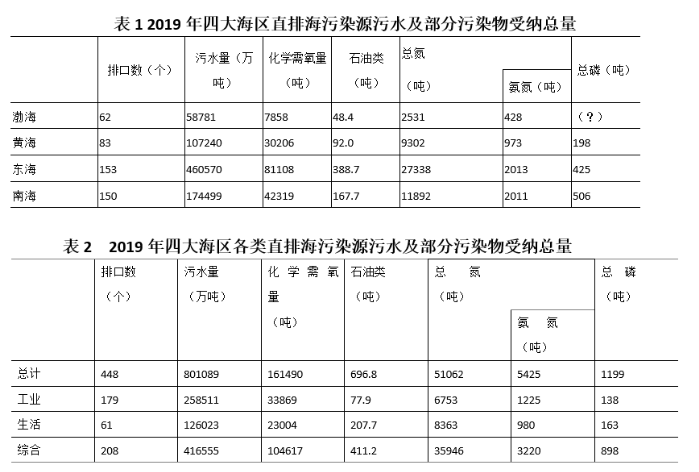 表 1 2019 年四大海区直排海污染源污水及部分污染物受纳总量
排口数（个） 污水量（万吨） 化学需氧量（吨） 石油类（吨） 总氮（吨） 氨氮（吨） 总磷（吨）
渤海 62 58781 7858 48.4 2531 428 （？）
黄海 83 107240 30206 92.0 9302 973 198
东海 153 460570 81108 388.7 27338 2013 425
南海 150 174499 42319 167.7 11892 2011 506
表 2 2019 年四大海区各类直排海污染源污水及部分污染物受纳总量
排口数（个） 污水量（万吨） 化学需氧量（吨） 石油类（吨） 总氮（吨） 氨氮（吨） 总磷（吨）
总计 448 801089 161490 696.8 51062 5425 1199
工业 179 258511 33869 77.9 6753 1225 138
生活 61 126023 23004 207.7 8363 980 163
综合 208 416555 104617 411.2 35946 3220 898